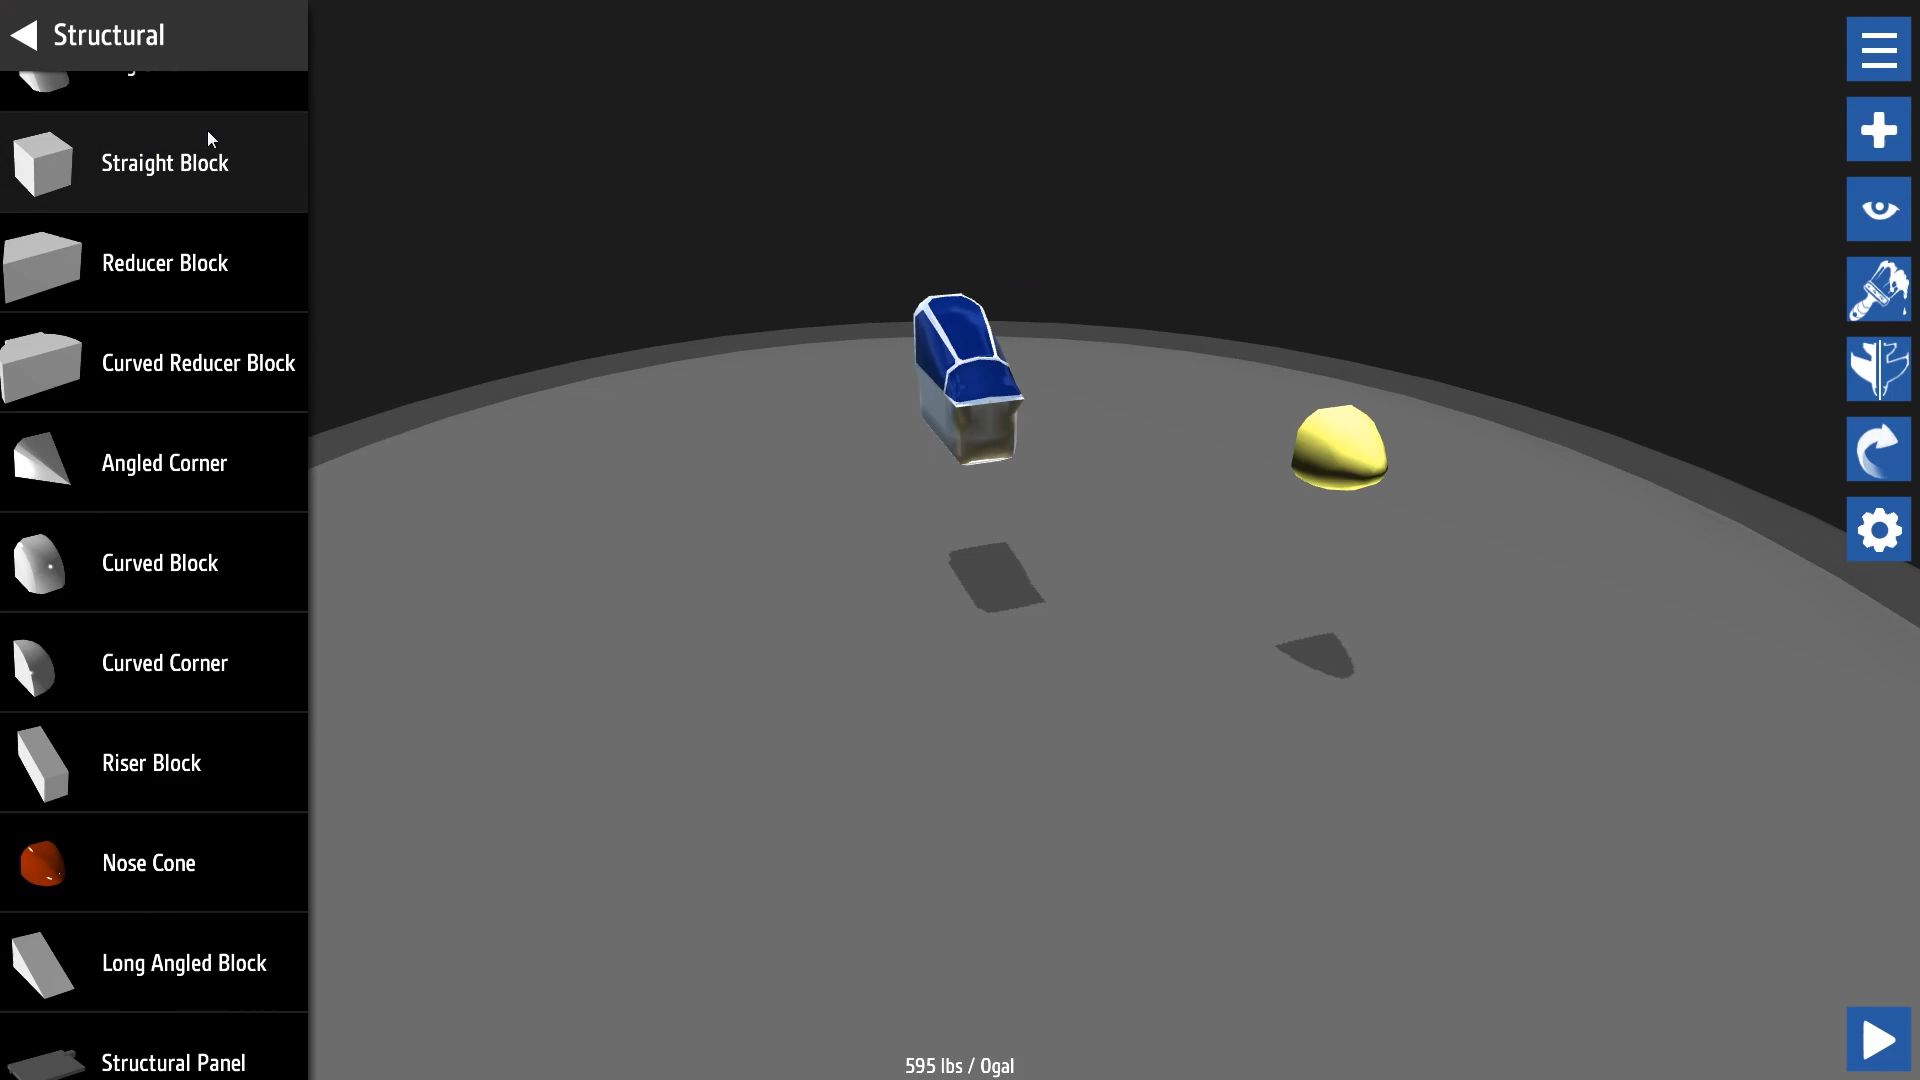 Structural
Straight Block
Reducer Block
Curved Reducer Block
Angled Corner
Curved Block
Curved Corner
Riser Block
Nose Cone
Long Angled Block
Structural Panel
595 lbs / 0gal